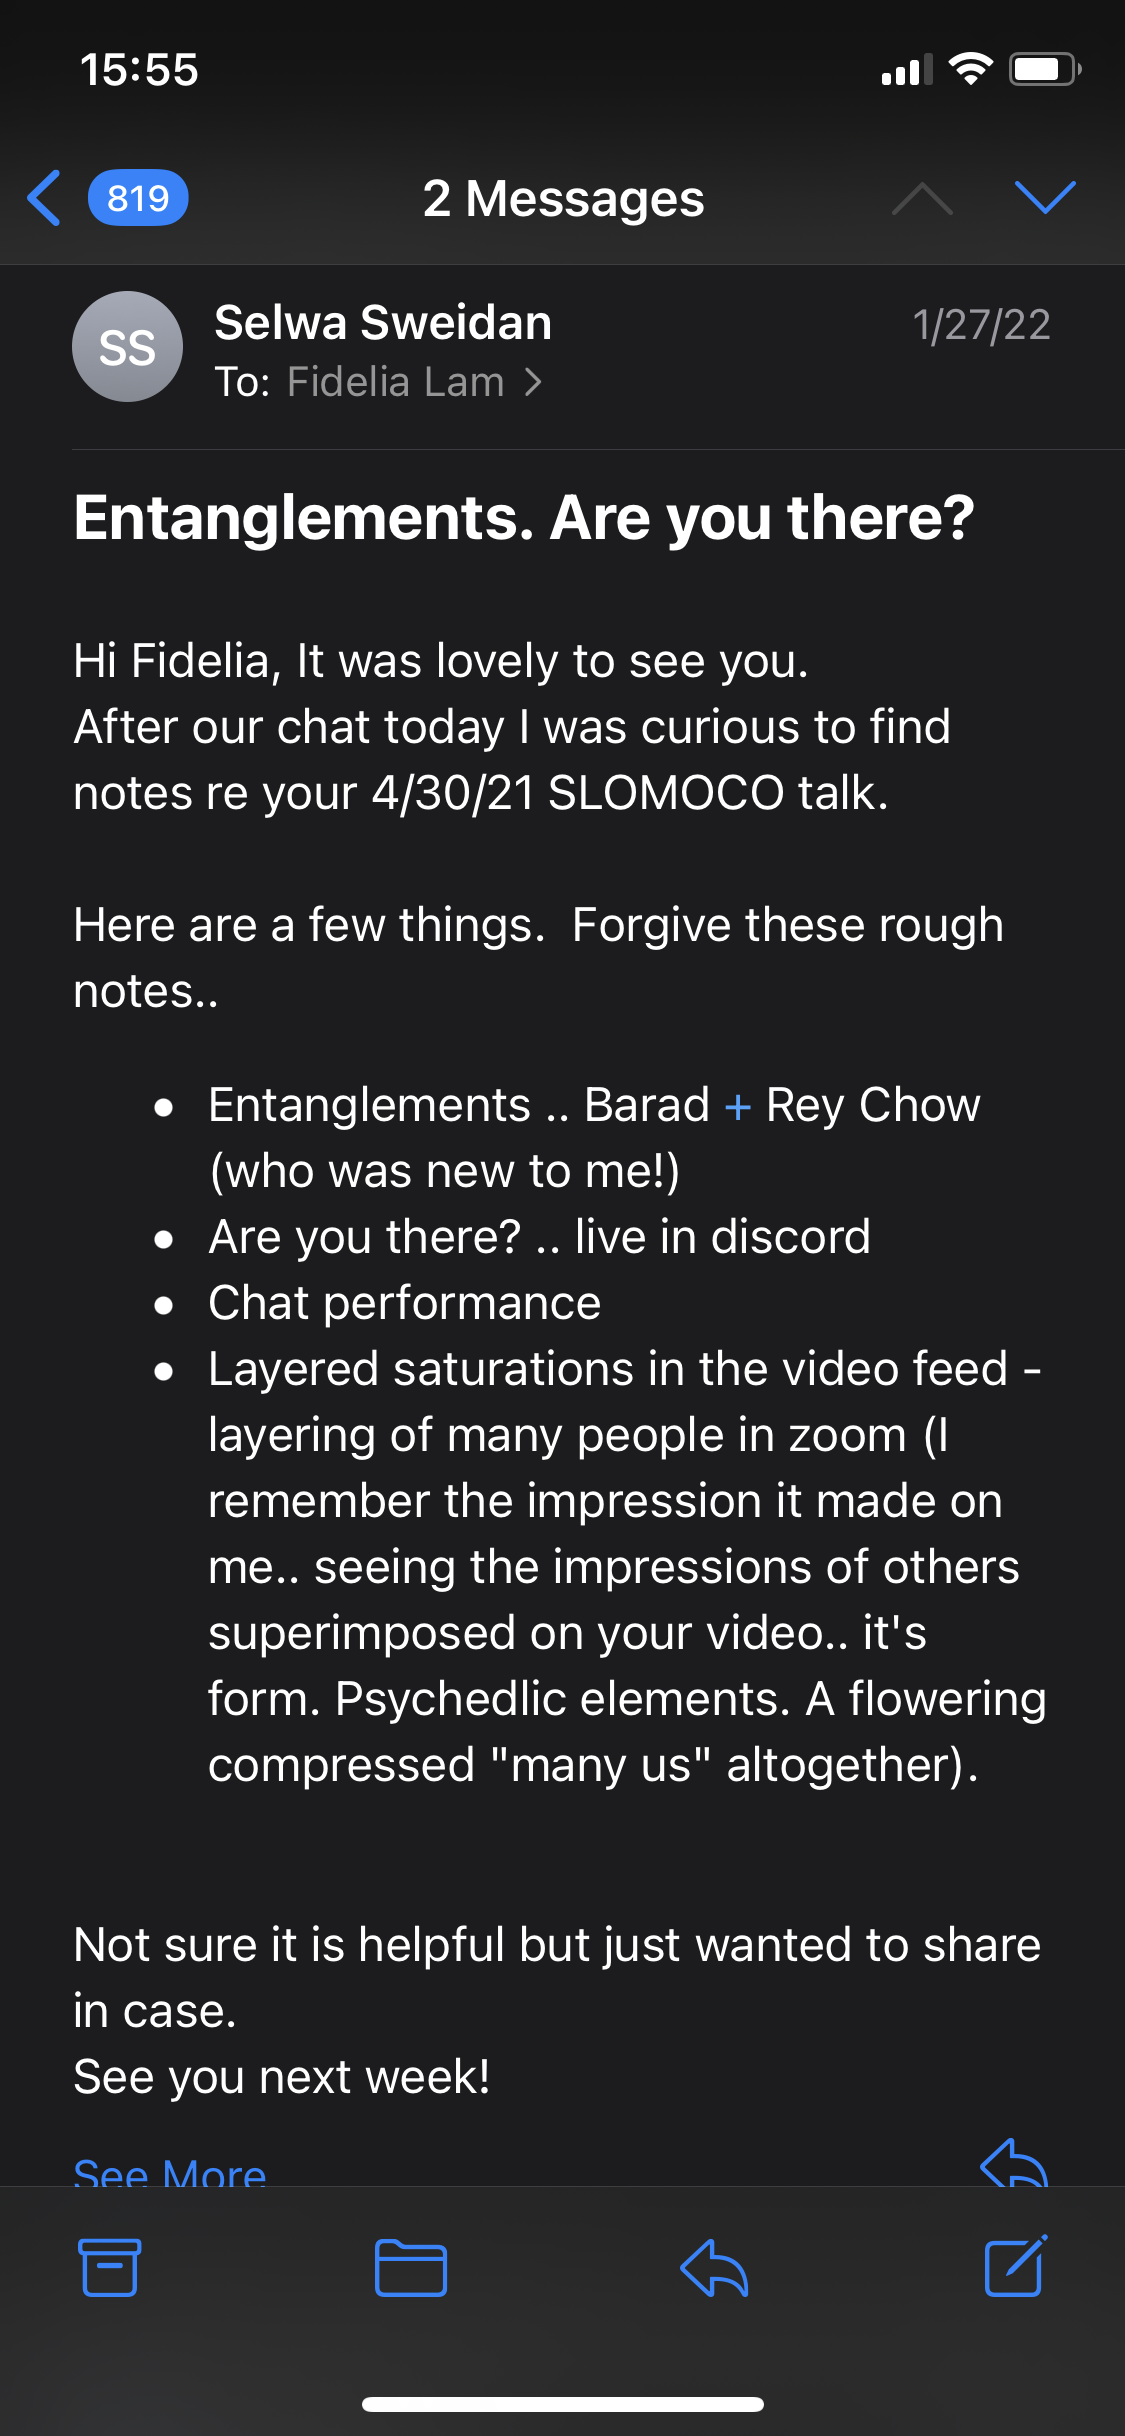 15:55
819
2 Messages
SS
Selwa Sweidan
1/27/22
To: Fidelia Lam
Entanglements. Are you there?
Hi Fidelia, It was lovely to see you.
After our chat today I was curious to find
notes re your 4/30/21 SLOMOCO talk.
Here are a few things.  Forgive these rough
notes..
• Entanglements .. Barad + Rey Chow
(who was new to me!)
• Are you there? .. live in discord
• Chat performance
• Layered saturations in the video feed -
layering of many people in zoom (I
remember the impression it made on
me.. seeing the impressions of others
superimposed on your video.. it's
form. Psychedlic elements. A flowering
compressed "many us" altogether).
Not sure it is helpful but just wanted to share
in case.
See you next week!
See More